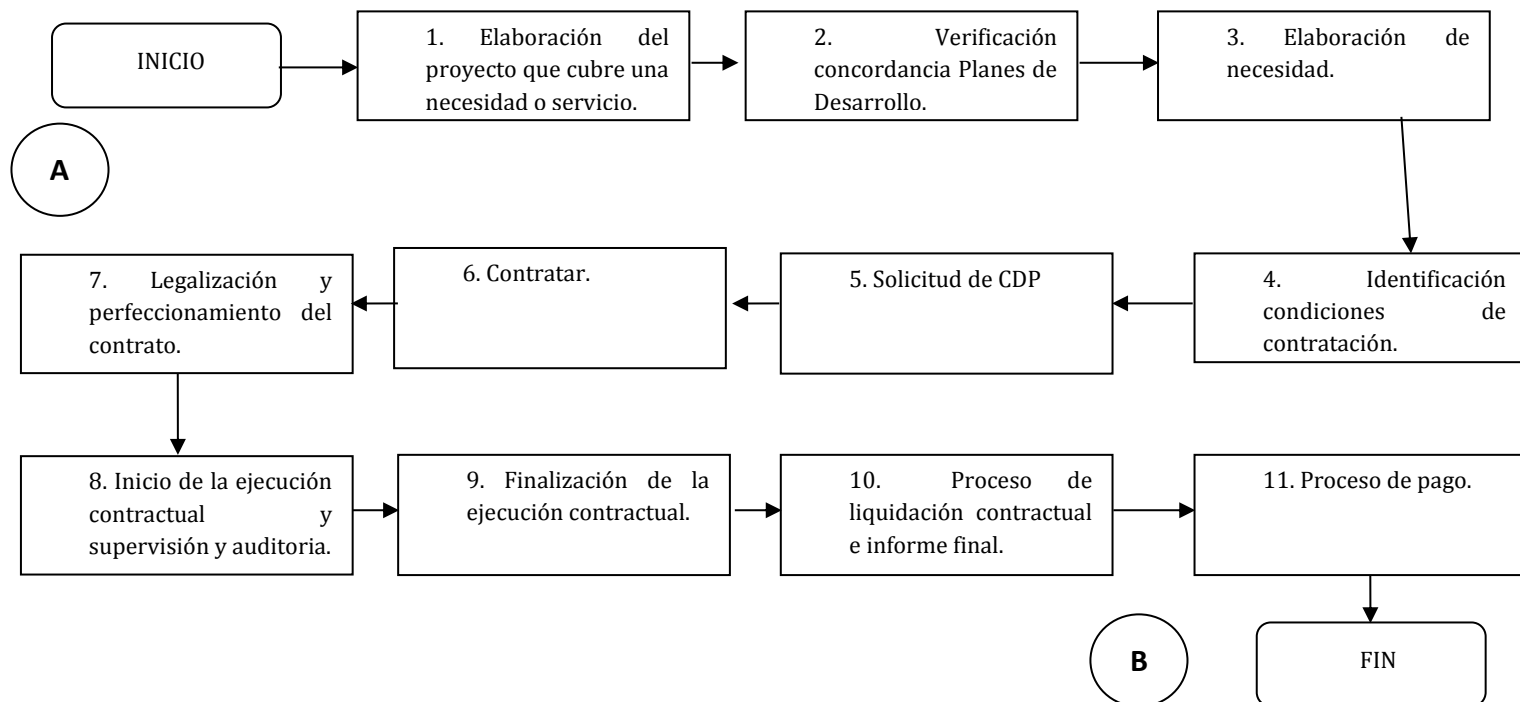 INICIO
1. Elaboración del
proyecto que cubre una
necesidad o servicio.
2. Verificación
concordancia Planes de
Desarrollo.
3. Elaboración de
necesidad.
A
7. Legalización y
perfeccionamiento del
contrato.
6. Contratar.
5. Solicitud de CDP
4. Identificación
condiciones de
contratación.
8. Inicio de la ejecución
contractual y
supervisión y auditoria.
9. Finalización de la
ejecución contractual.
10. Proceso de
liquidación contractual
e informe final.
11. Proceso de pago.
B
FIN